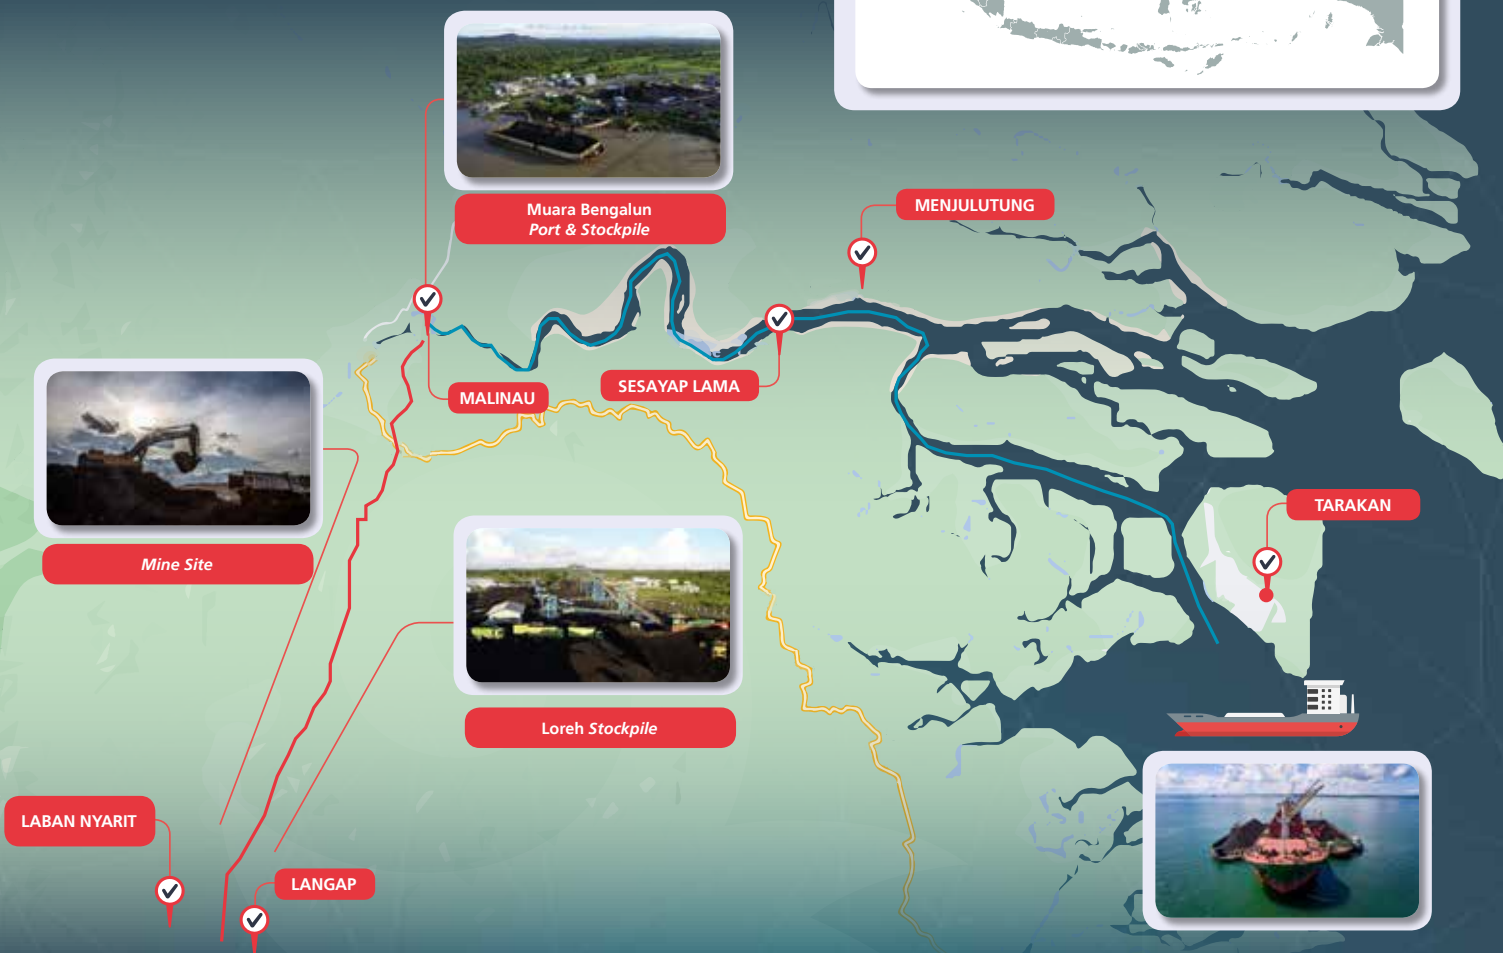 Muara Bengalun
Port & Stockpile
MENJULUTUNG
MALINAU
SESAYAP LAMA
TARAKAN
Mine Site
Loreh Stockpile
LABAN NYARIT
LANGAP